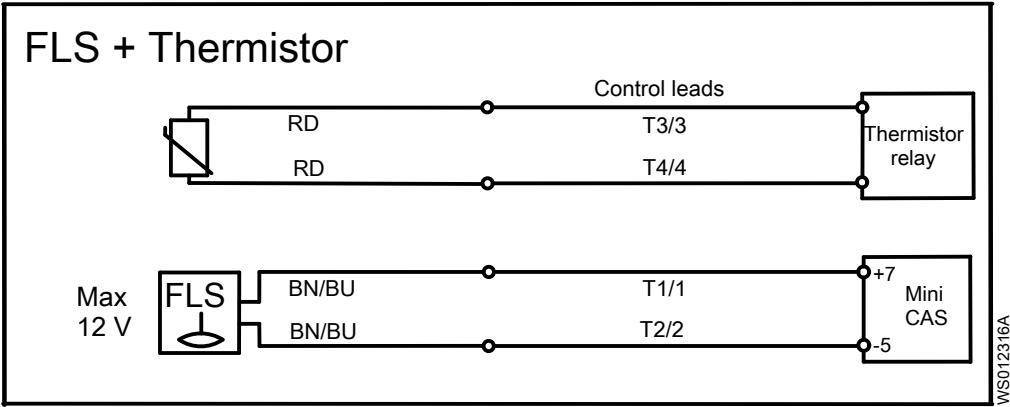 FLS + Thermistor
Control leads
RD
T3/3
Thermistor
relay
RD
T4/4
Max
12 V
FLS
BN/BU
T1/1
+7
Mini
CAS
BN/BU
T2/2
-5
WS012316A